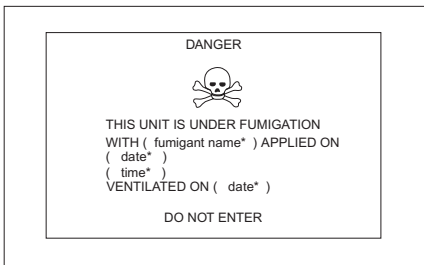 DANGER
THIS UNIT IS UNDER FUMIGATION
WITH ( fumigant name* ) APPLIED ON
( date* )
( time* )
VENTILATED ON ( date* )
DO NOT ENTER